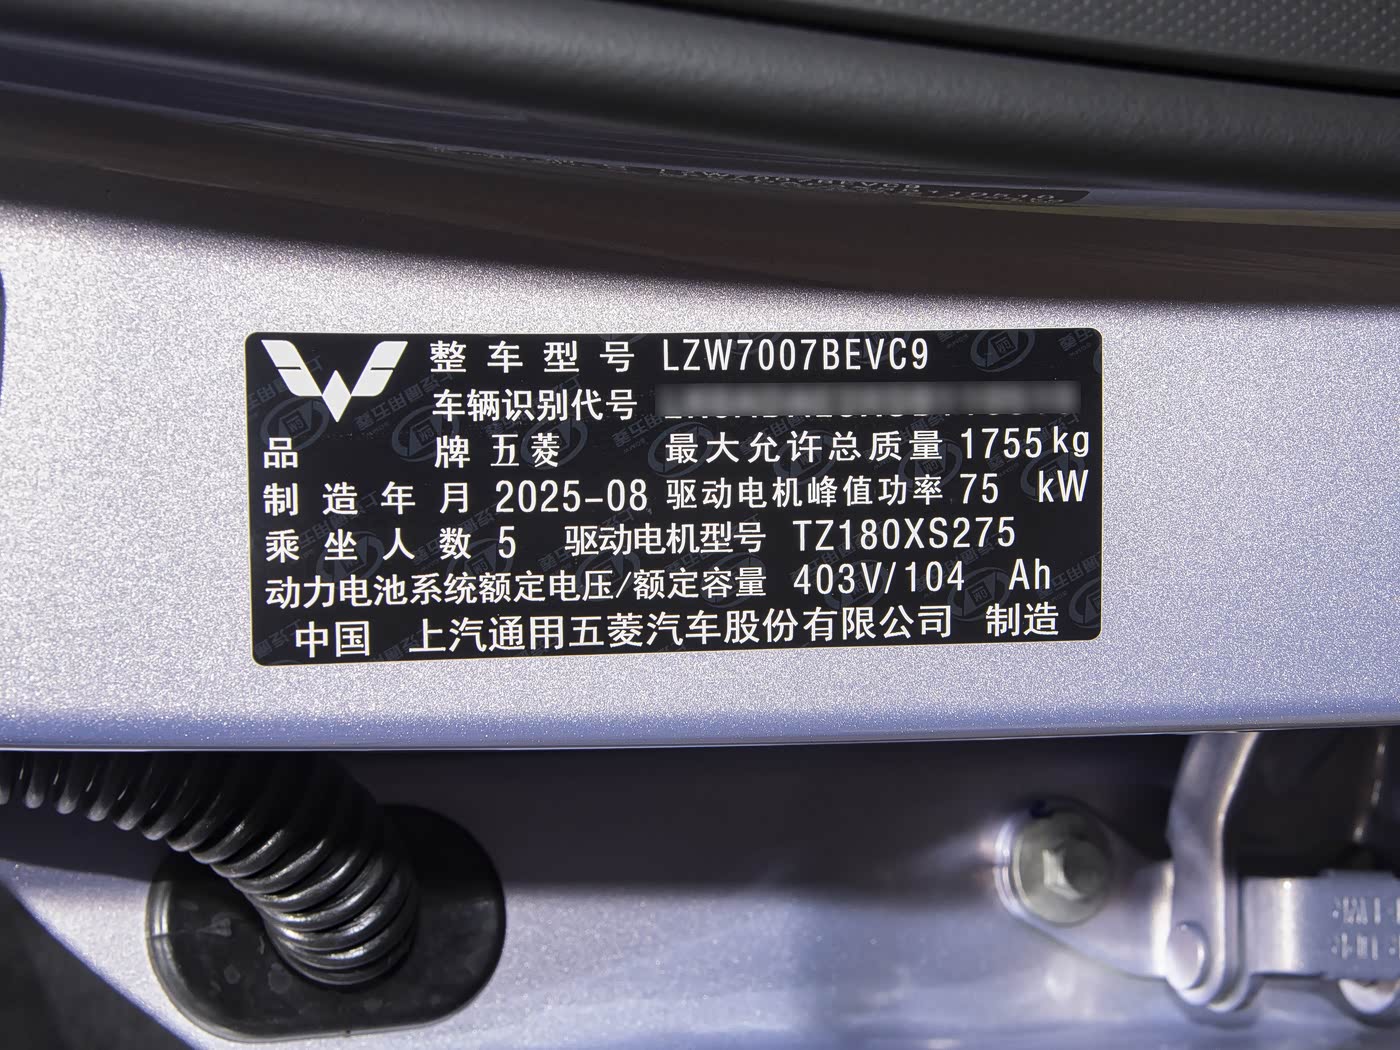 整车型号 LZW7007BEVC9
车辆识别代号
品牌 五菱 最大允许总质量 1755kg
制造年月 2025-08 驱动电机峰值功率 75 kW
乘坐人数 5 驱动电机型号 TZ180XS275
动力电池系统额定电压/额定容量 403V/104 Ah
中国 上汽通用五菱汽车股份有限公司 制造